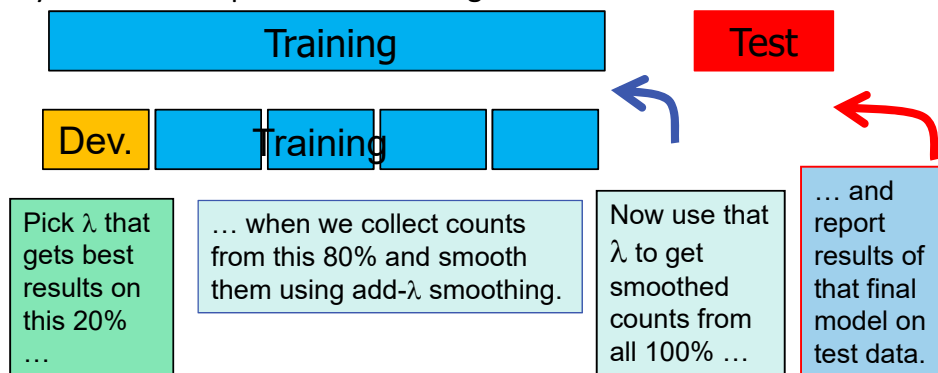 Training
Test
Dev.
Training
Pick λ that
gets best
results on
this 20%
…
… when we collect counts
from this 80% and smooth
them using add-λ smoothing.
Now use that
λ to get
smoothed
counts from
all 100% …
… and
report
results of
that final
model on
test data.